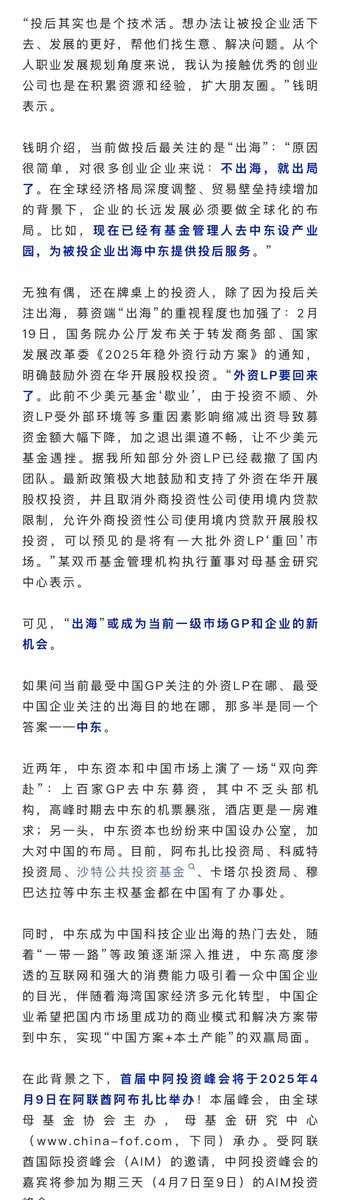 “投后其实也是个技术活。想办法让被投企业活下
去、发展的更好，帮他们找生意、解决问题。从个
人职业发展规划角度来说，我认为接触优秀的创业
公司也是在积累资源和经验，扩大朋友圈。”钱明
表示。
钱明介绍，当前做投后最关注的是“出海”：“原因
很简单，对很多创业企业来说：不出海，就出局
了。在全球经济格局深度调整、贸易壁垒持续增加
的背景下，企业的长远发展必须要做全球化的布
局。比如，现在已经有基金管理人去中东设产业
园，为被投企业出海中东提供投后服务。”
无独有偶，还在牌桌上的投资人，除了因为投后关
注出海，募资端“出海”的重视程度也加强了：2月
19日，国务院办公厅发布关于转发商务部、国家
发展改革委《2025年稳外资行动方案》的通知，
明确鼓励外资在华开展股权投资。“外资LP要回来
了。此前不少美元基金‘歇业’，由于投资不顺、外
资LP受外部环境等多重因素影响缩减出资导致募
资金额大幅下降，加之退出渠道不畅，让不少美元
基金遇挫。据我所知部分外资LP已经裁撤了国内
团队。最新政策极大地鼓励和支持了外资在华开展
股权投资，并且取消外商投资性公司使用境内贷款
限制，允许外商投资性公司使用境内贷款开展股权
投资，可以预见的是将有一大批外资LP‘重回’市
场。”某双币基金管理机构执行董事对母基金研究
中心表示。
可见，“出海”或成为当前一级市场GP和企业的新
机会。
如果问当前最受中国GP关注的外资LP在哪、最受
中国企业关注的出海目的地在哪，那多半是同一个
答案——中东。
近两年，中东资本和中国市场上演了一场“双向奔
赴”：上百家GP去中东募资，其中不乏头部机
构，高峰时期去中东的机票暴涨，酒店更是一房难
求；另一头，中东资本也纷纷来中国设办公室，加
大对中国的布局。目前，阿布扎比投资局、科威特
投资局、沙特公共投资基金、卡塔尔投资局、穆
巴达拉等中东主权基金都在中国有了办事处。
同时，中东成为中国科技企业出海的热门去处，随
着“一带一路”等政策逐渐深入推进，中东高度渗
透的互联网和强大的消费能力吸引着一众中国企业
的目光，伴随着海湾国家经济多元化转型，中国企
业希望把国内市场里成功的商业模式和解决方案带
到中东，实现“中国方案+本土产能”的双赢局面。
在此背景之下，首届中阿投资峰会将于2025年4
月9日在阿联酋阿布扎比举办！本届峰会，由全球
母基金协会主办，母基金研究中心
（www.china-fof.com，下同）承办。受阿联
酋国际投资峰会（AIM）的邀请，中阿投资峰会的
嘉宾将参加为期三天（4月7日至9日）的AIM投资